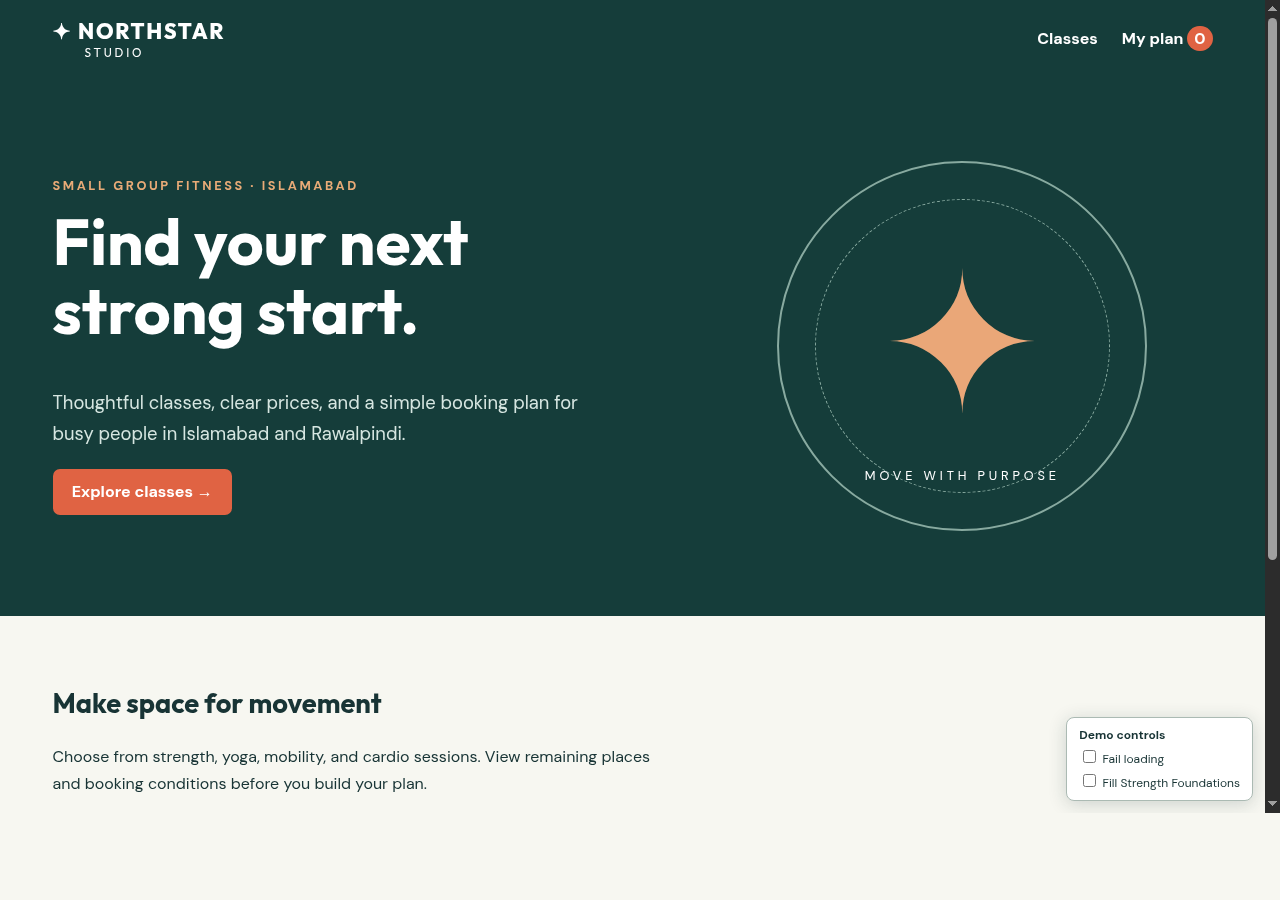 ✦ NORTHSTAR
STUDIO
Classes My plan 0
SMALL GROUP FITNESS · ISLAMABAD
Find your next
strong start.
Thoughtful classes, clear prices, and a simple booking plan for
busy people in Islamabad and Rawalpindi.
Explore classes →
MOVE WITH PURPOSE
Make space for movement
Choose from strength, yoga, mobility, and cardio sessions. View remaining places
and booking conditions before you build your plan.
Demo controls
Fail loading
Fill Strength Foundations